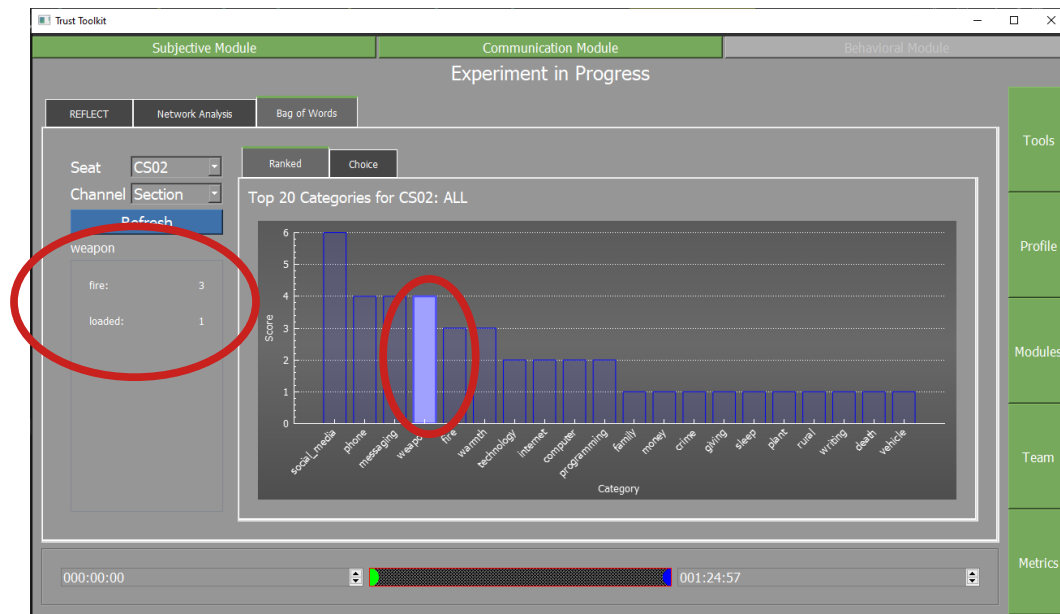 Trust Toolkit
Subjective Module Communication Module Behavioral Module
Experiment in Progress
REFLECT Network Analysis Bag of Words
Seat CS02
Channel Section
Refresh
weapon
fire: 3
loaded: 1
Ranked Choice
Top 20 Categories for CS02: ALL
Score
6
5
4
3
2
1
0
social_media phone messaging weapon fire warmth technology internet computer programming family money crime giving sleep plant rural writing death vehicle
Category
Tools
Profile
Modules
Team
Metrics
000:00:00 001:24:57